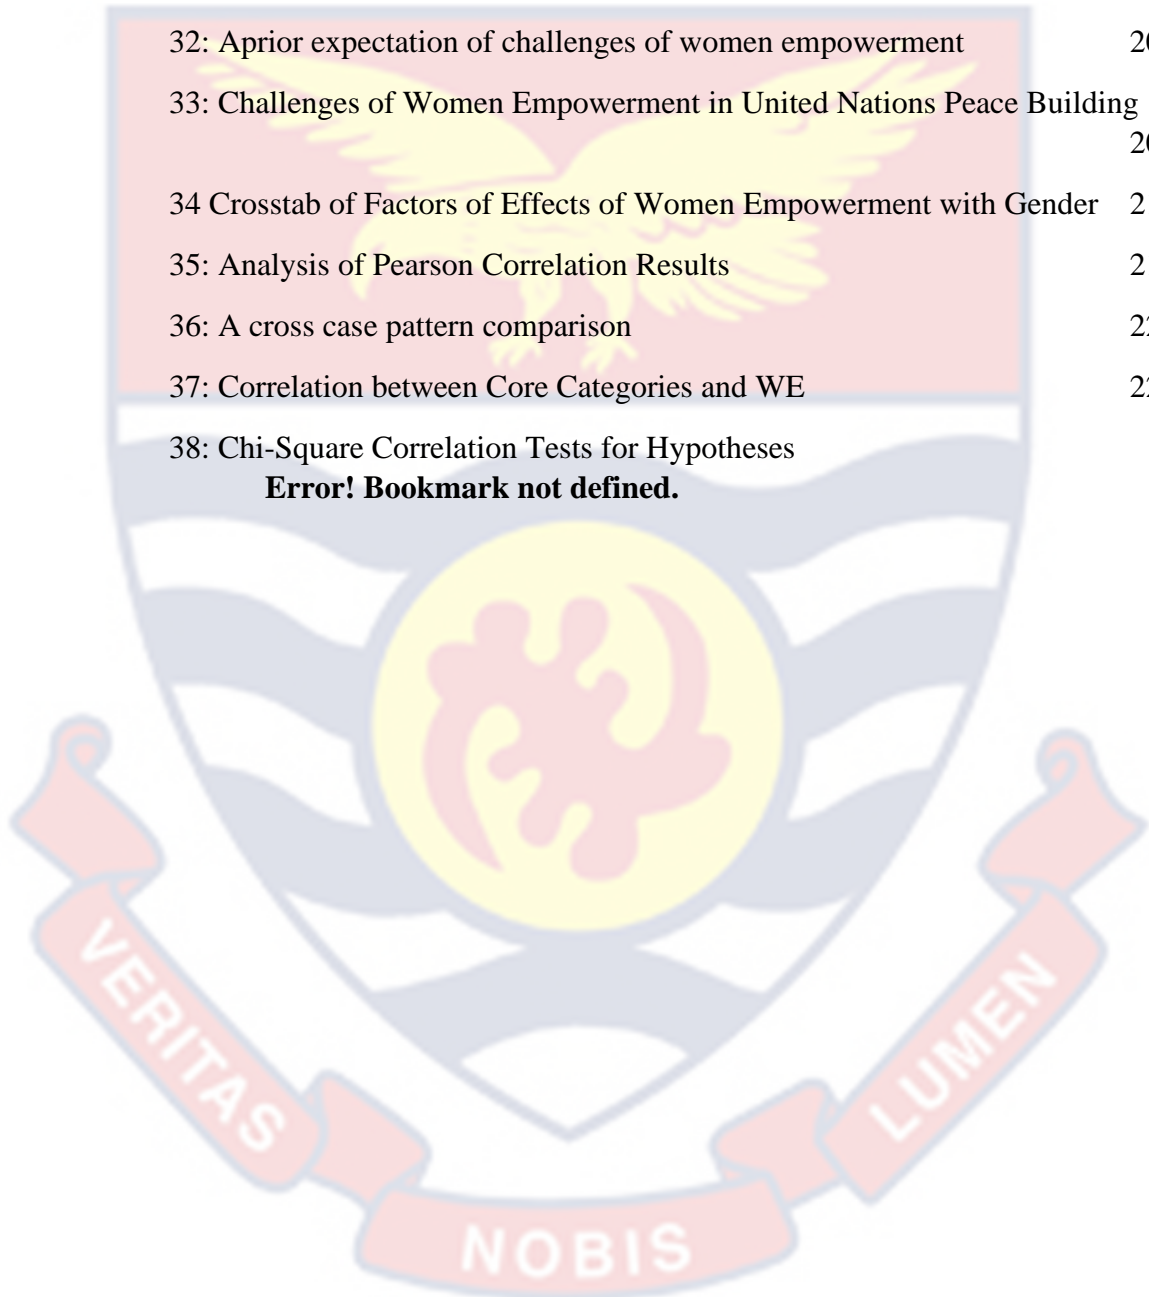 32: Aprior expectation of challenges of women empowerment
33: Challenges of Women Empowerment in United Nations Peace Building
34 Crosstab of Factors of Effects of Women Empowerment with Gender
35: Analysis of Pearson Correlation Results
36: A cross case pattern comparison
37: Correlation between Core Categories and WE
38: Chi-Square Correlation Tests for Hypotheses
Error! Bookmark not defined.
VERITAS
NOBIS
LUMEN